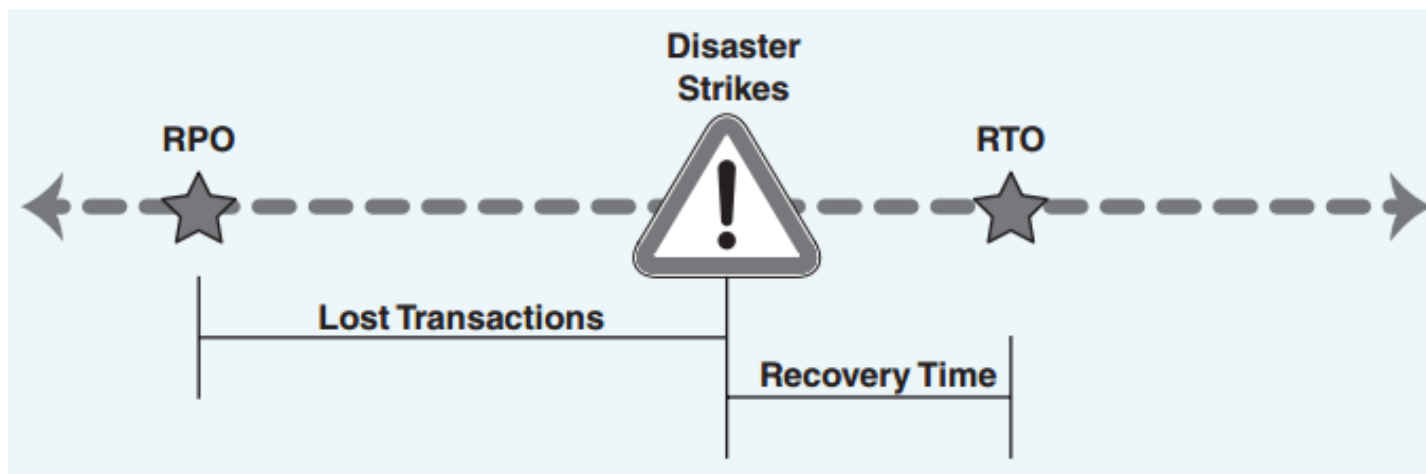 Disaster
Strikes
RPO
RTO
!
Lost Transactions
Recovery Time